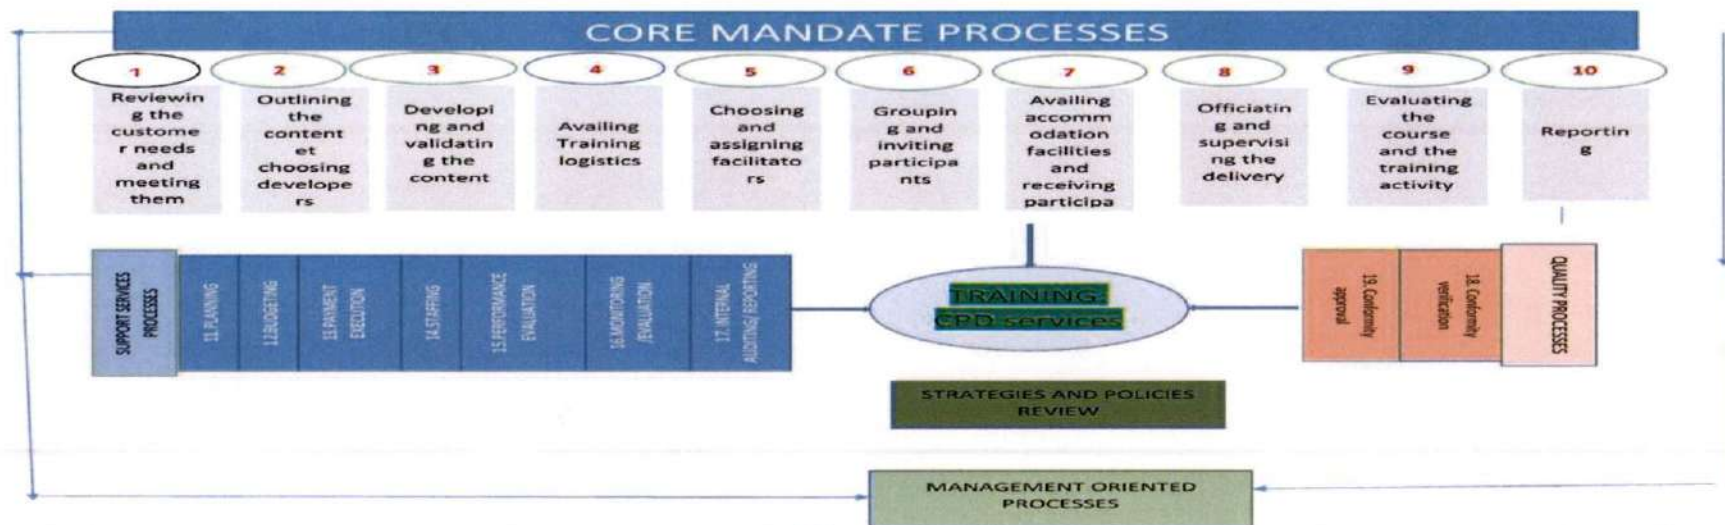 CORE MANDATE PROCESSES
1
2
3
4
5
6
7
8
9
10
Reviewin
g the
custome
r needs
and
meeting
them
Outlining
the
content
et
choosing
develope
rs
Developi
ng and
validatin
g the
content
Availing
Training
logistics
Choosing
and
assigning
facilitato
rs
Groupin
g and
inviting
participa
nts
Availing
accomm
odation
facilities
and
receiving
participa
Officiatin
g and
supervisi
ng the
delivery
Evaluating
the
course
and the
training
activity
Reportin
g
SUPPORT SERVICES
PROCESSES
11.PLANNING
12.BUDGETING
13.PAYMENT
EXECUTION
14.STAFFING
15.PERFORMANCE
EVALUATION
16.MONITORING
/EVALUATION
17. INTERNAL
AUDITING/ REPORTING
TRAINING:
CPD services
19. Conformity
approval
18. Conformity
verification
QUALITY PROCESSES
STRATEGIES AND POLICIES
REVIEW
MANAGEMENT ORIENTED
PROCESSES